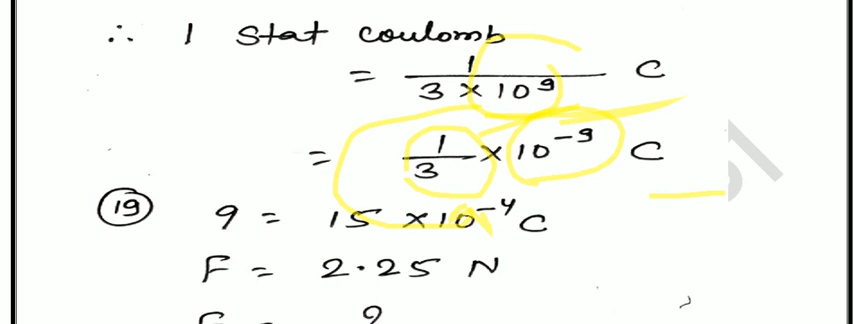 ∴ 1 Stat coulomb
= 1 / 3 × 10⁹ C
= 1/3 × 10⁻⁹ C
(19) q = 15 × 10⁻⁴ C
F = 2.25 N